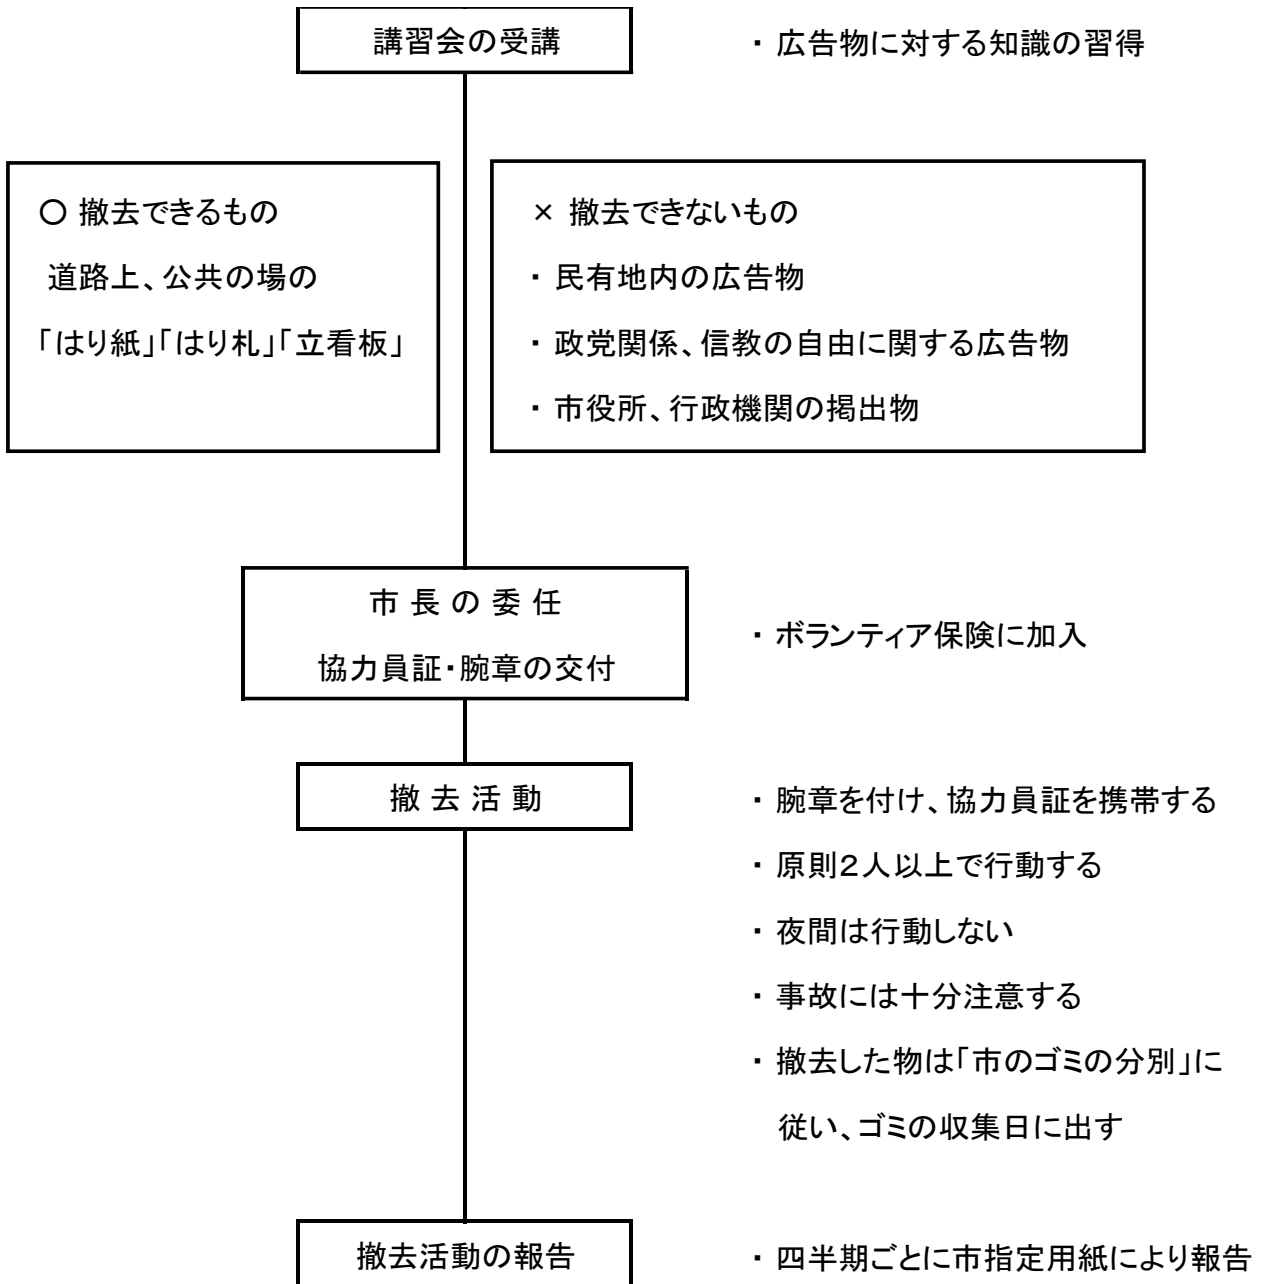 講習会の受講
・ 広告物に対する知識の習得
○ 撤去できるもの
道路上、公共の場の
「はり紙」「はり札」「立看板」
× 撤去できないもの
・ 民有地内の広告物
・ 政党関係、信教の自由に関する広告物
・ 市役所、行政機関の掲出物
市 長 の 委 任
協力員証・腕章の交付
・ ボランティア保険に加入
撤 去 活 動
・ 腕章を付け、協力員証を携帯する
・ 原則2人以上で行動する
・ 夜間は行動しない
・ 事故には十分注意する
・ 撤去した物は「市のゴミの分別」に
従い、ゴミの収集日に出す
撤去活動の報告
・ 四半期ごとに市指定用紙により報告